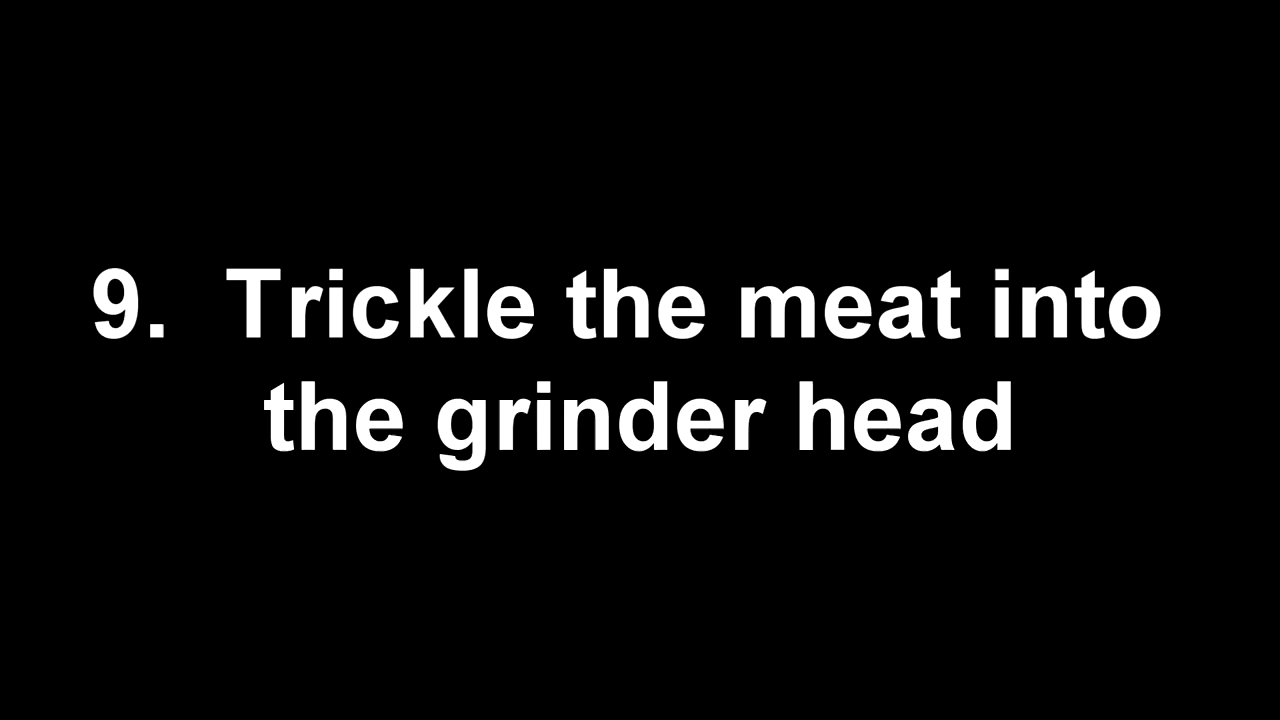 9.  Trickle the meat into
the grinder head